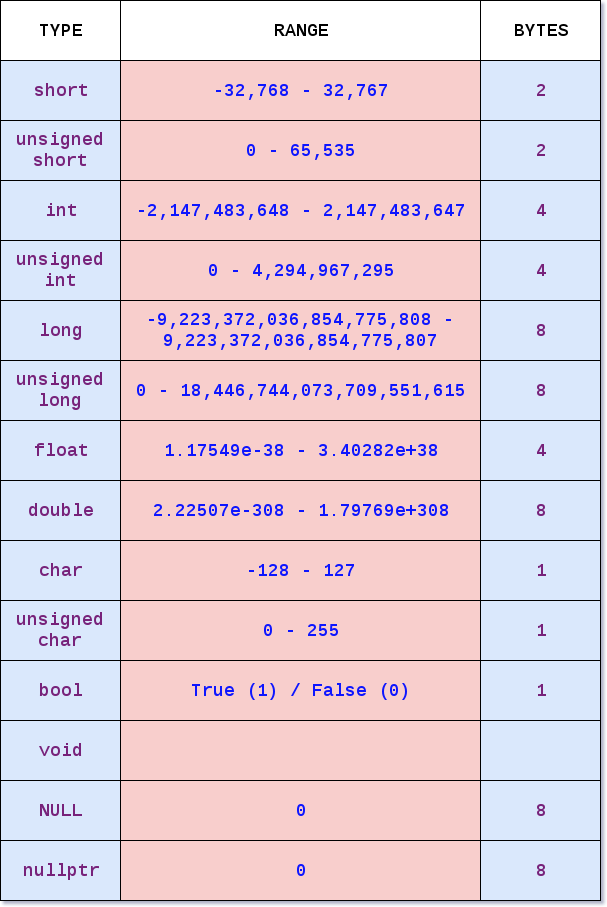 TYPE RANGE BYTES
short -32,768 - 32,767 2
unsigned
short 0 - 65,535 2
int -2,147,483,648 - 2,147,483,647 4
unsigned
int 0 - 4,294,967,295 4
long -9,223,372,036,854,775,808 -
9,223,372,036,854,775,807 8
unsigned
long 0 - 18,446,744,073,709,551,615 8
float 1.17549e-38 - 3.40282e+38 4
double 2.22507e-308 - 1.79769e+308 8
char -128 - 127 1
unsigned
char 0 - 255 1
bool True (1) / False (0) 1
void
NULL 0 8
nullptr 0 8